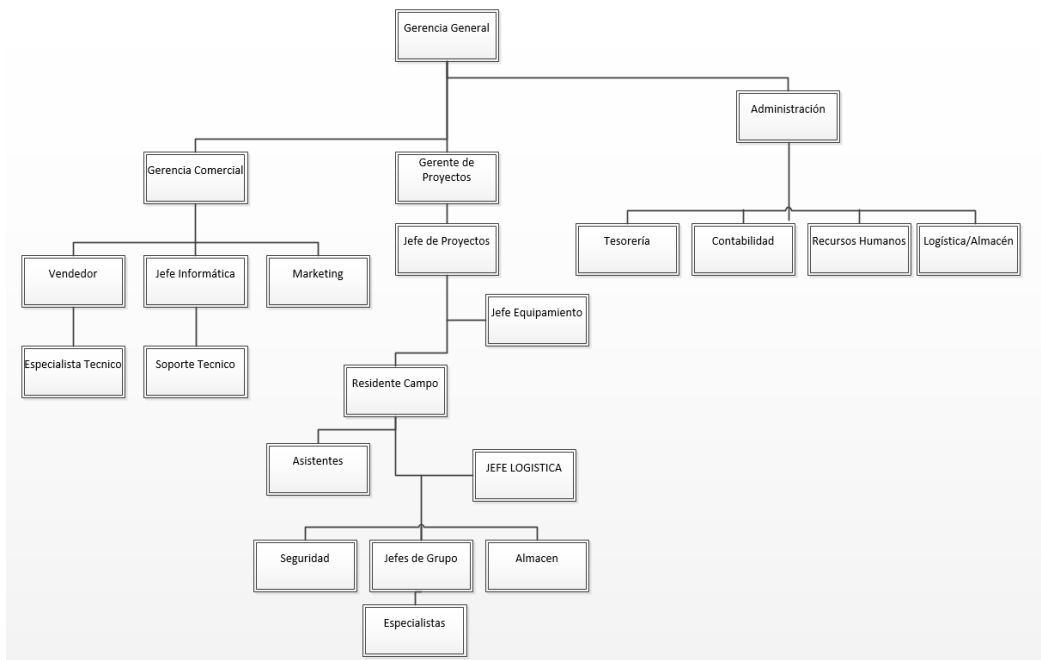 Gerencia General
Administración
Gerencia Comercial
Gerente de
Proyectos
Jefe de Proyectos
Tesorería
Contabilidad
Recursos Humanos
Logística/Almacén
Vendedor
Jefe Informática
Marketing
Jefe Equipamiento
Especialista Tecnico
Soporte Tecnico
Residente Campo
Asistentes
JEFE LOGISTICA
Seguridad
Jefes de Grupo
Almacen
Especialistas